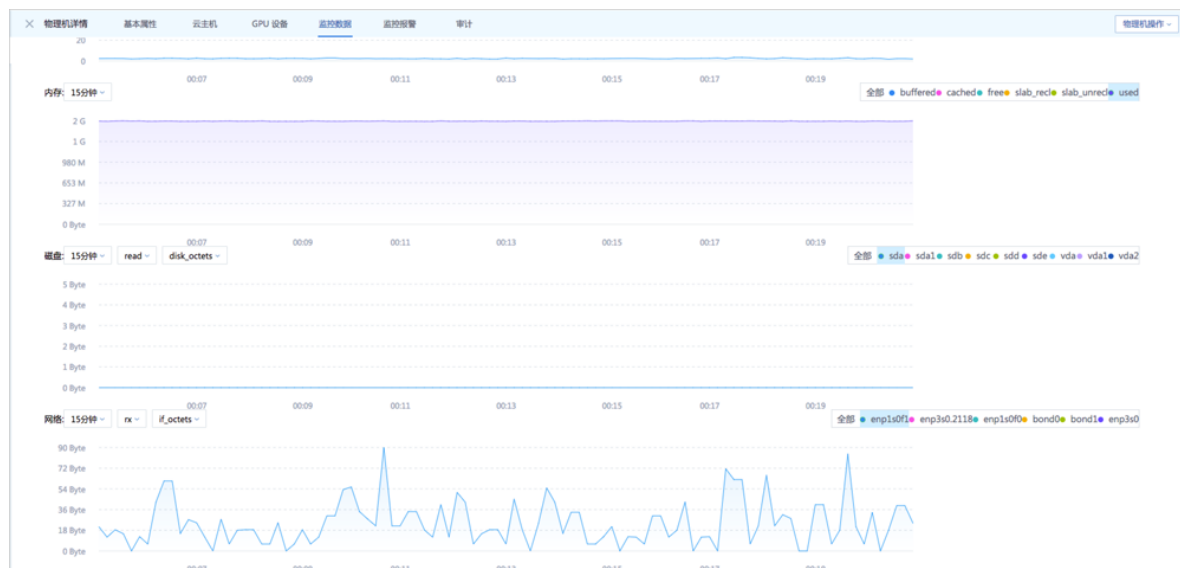 物理机详情 基本属性 云主机 GPU 设备 监控数据 监控报警 审计 物理机操作
20
0
00:07 00:09 00:11 00:13 00:15 00:17 00:19
内存: 15分钟 全部 buffered cached free slab_recl slab_unrecl used
2 G
1 G
980 M
653 M
327 M
0 Byte
00:07 00:09 00:11 00:13 00:15 00:17 00:19
磁盘: 15分钟 read disk_octets 全部 sda sda1 sdb sdc sdd sde vda vda1 vda2
5 Byte
4 Byte
3 Byte
2 Byte
1 Byte
0 Byte
00:07 00:09 00:11 00:13 00:15 00:17 00:19
网络: 15分钟 rx if_octets 全部 enp1s0f1 enp3s0.2118 enp1s0f0 bond0 bond1 enp3s0
90 Byte
72 Byte
54 Byte
36 Byte
18 Byte
0 Byte